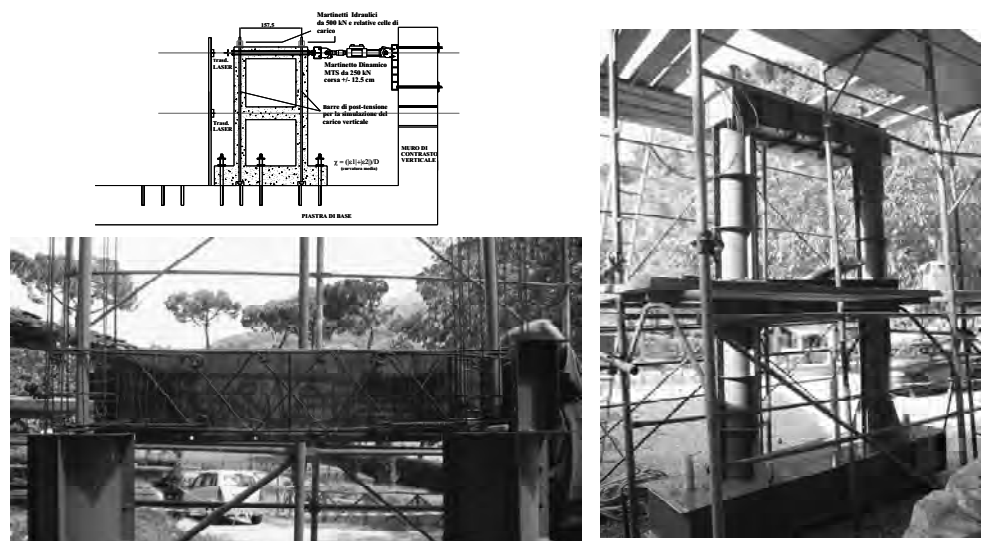 Martinetti Idraulici
da 500 kN e relative celle di
carico
157.5
Trasd.
LASER
Martinetto Dinamico
MTS da 250 kN
corsa +/- 12.5 cm
Barre di post-tensione
per la simulazione del
carico verticale
Trasd.
LASER
MURO DI
CONTRASTO
VERTICALE
χ = (|ε1|+|ε2|)/D
(curvatura media)
PIASTRA DI BASE